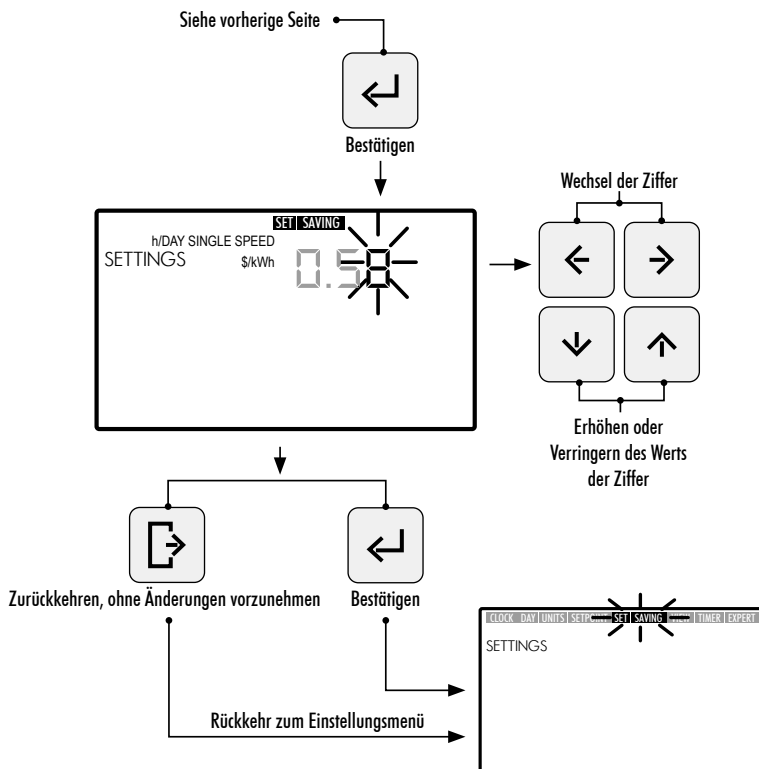 Siehe vorherige Seite
Bestätigen
Wechsel der Ziffer
SET SAVING
h/DAY SINGLE SPEED
SETTINGS $/kWh 0.58
Erhöhen oder
Verringern des Werts
der Ziffer
Zurückkehren, ohne Änderungen vorzunehmen
Bestätigen
CLOCK DAY UNITS SET SAVING TIMER EXPERT
SETTINGS
Rückkehr zum Einstellungsmenü